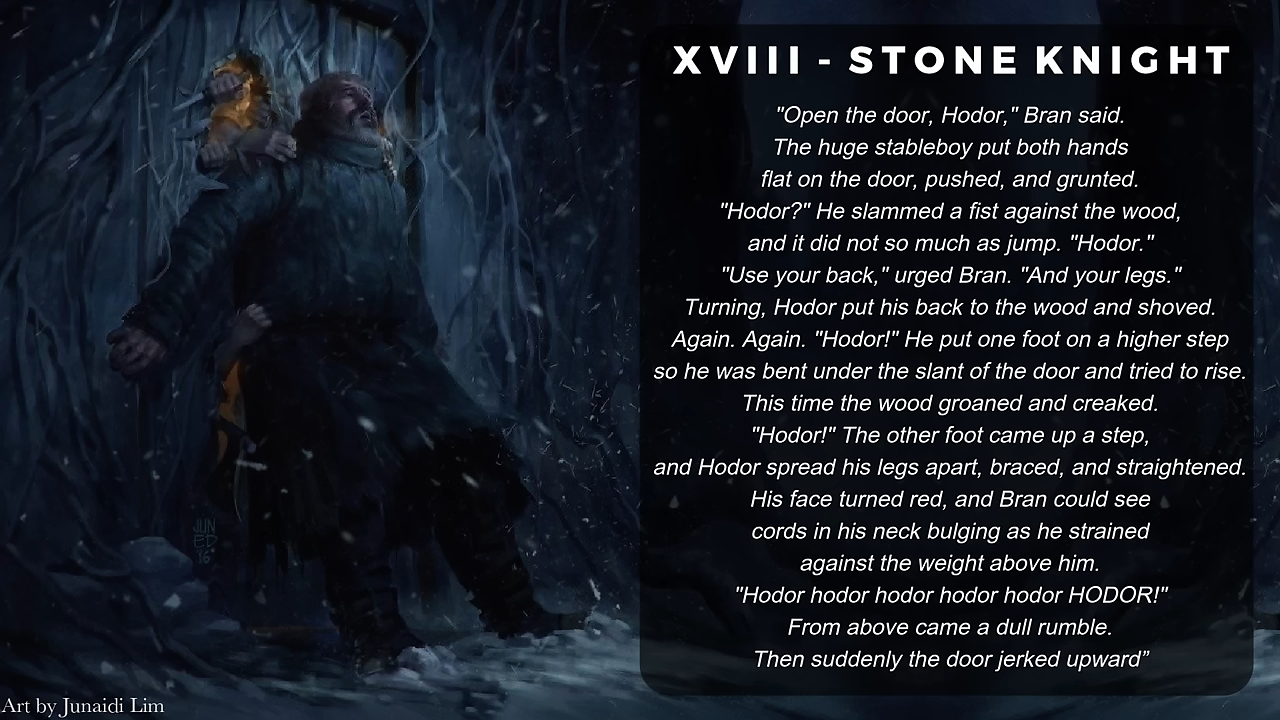 XVIII - STONE KNIGHT
"Open the door, Hodor," Bran said.
The huge stableboy put both hands
flat on the door, pushed, and grunted.
"Hodor?" He slammed a fist against the wood,
and it did not so much as jump. "Hodor."
"Use your back," urged Bran. "And your legs."
Turning, Hodor put his back to the wood and shoved.
Again. Again. "Hodor!" He put one foot on a higher step
so he was bent under the slant of the door and tried to rise.
This time the wood groaned and creaked.
"Hodor!" The other foot came up a step,
and Hodor spread his legs apart, braced, and straightened.
His face turned red, and Bran could see
cords in his neck bulging as he strained
against the weight above him.
"Hodor hodor hodor hodor hodor HODOR!"
From above came a dull rumble.
Then suddenly the door jerked upward”
JUN
ED
'16
Art by Junaidi Lim